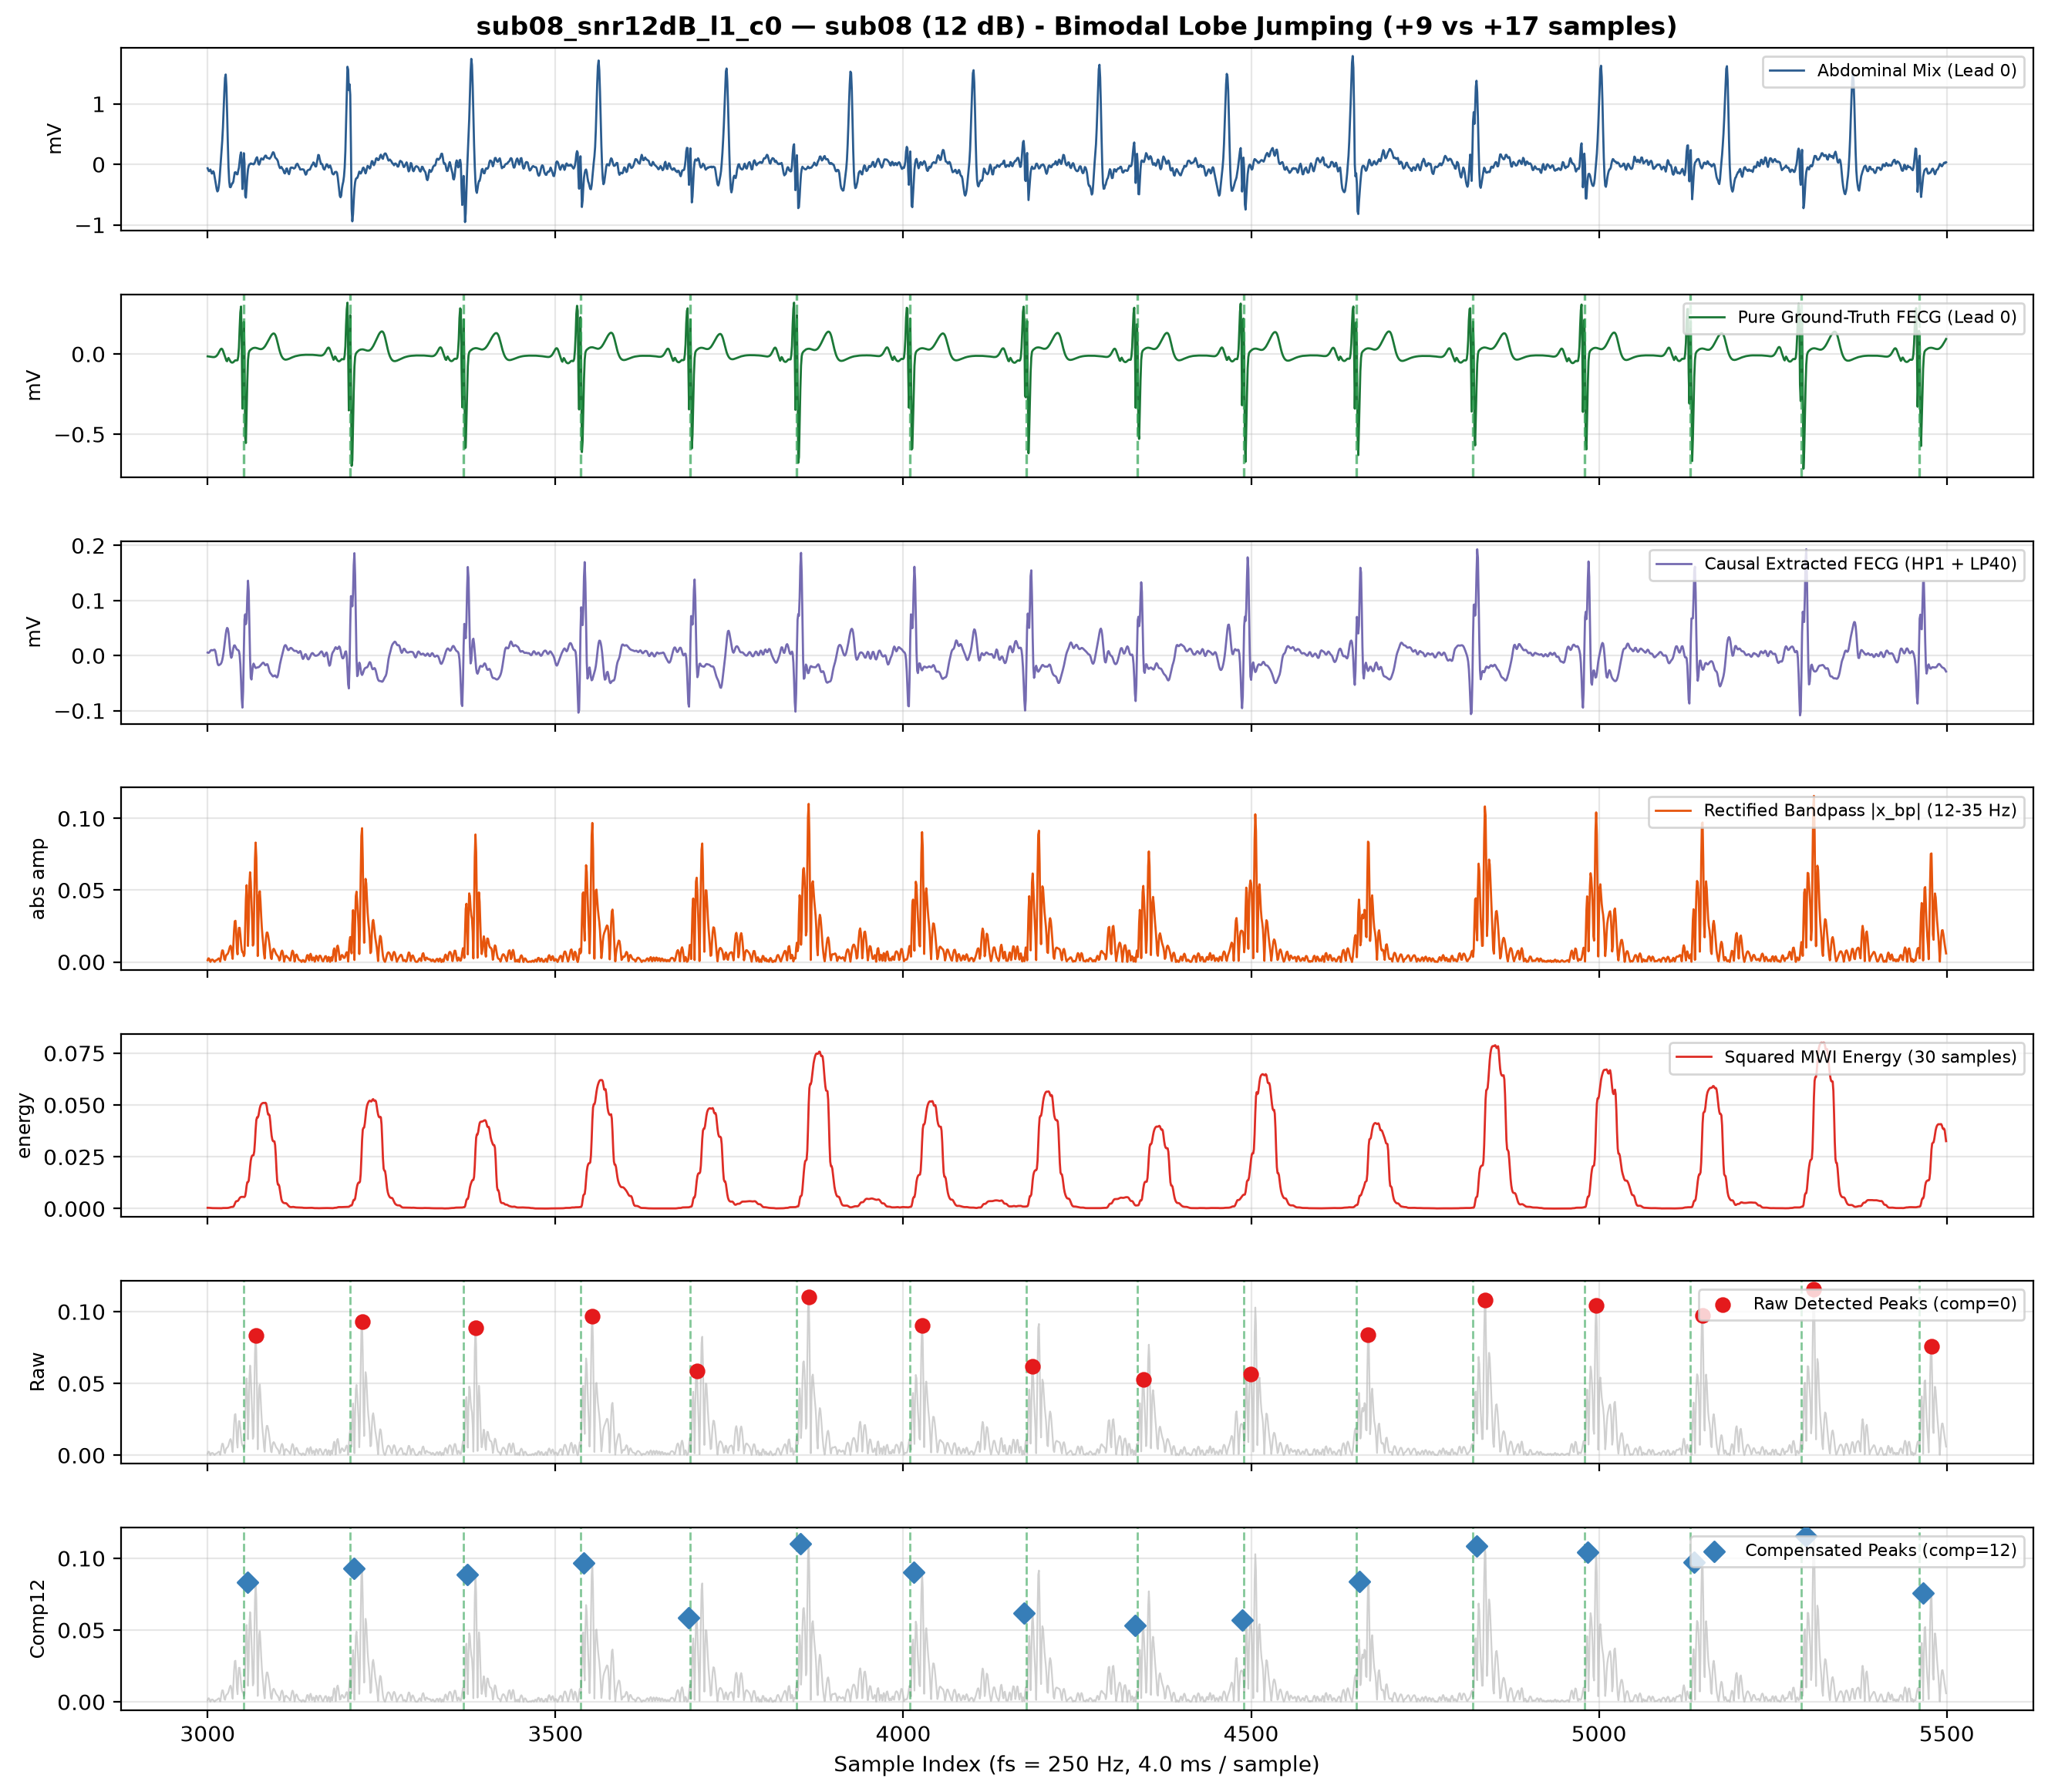 sub08_snr12dB_l1_c0 — sub08 (12 dB) - Bimodal Lobe Jumping (+9 vs +17 samples)
Abdominal Mix (Lead 0)
1
0
−1
mV
Pure Ground-Truth FECG (Lead 0)
0.0
−0.5
mV
Causal Extracted FECG (HP1 + LP40)
0.2
0.1
0.0
−0.1
mV
Rectified Bandpass |x_bp| (12-35 Hz)
0.10
0.05
0.00
abs amp
Squared MWI Energy (30 samples)
0.075
0.050
0.025
0.000
energy
Raw Detected Peaks (comp=0)
0.10
0.05
0.00
Raw
Compensated Peaks (comp=12)
0.10
0.05
0.00
Comp12
3000 3500 4000 4500 5000 5500
Sample Index (fs = 250 Hz, 4.0 ms / sample)